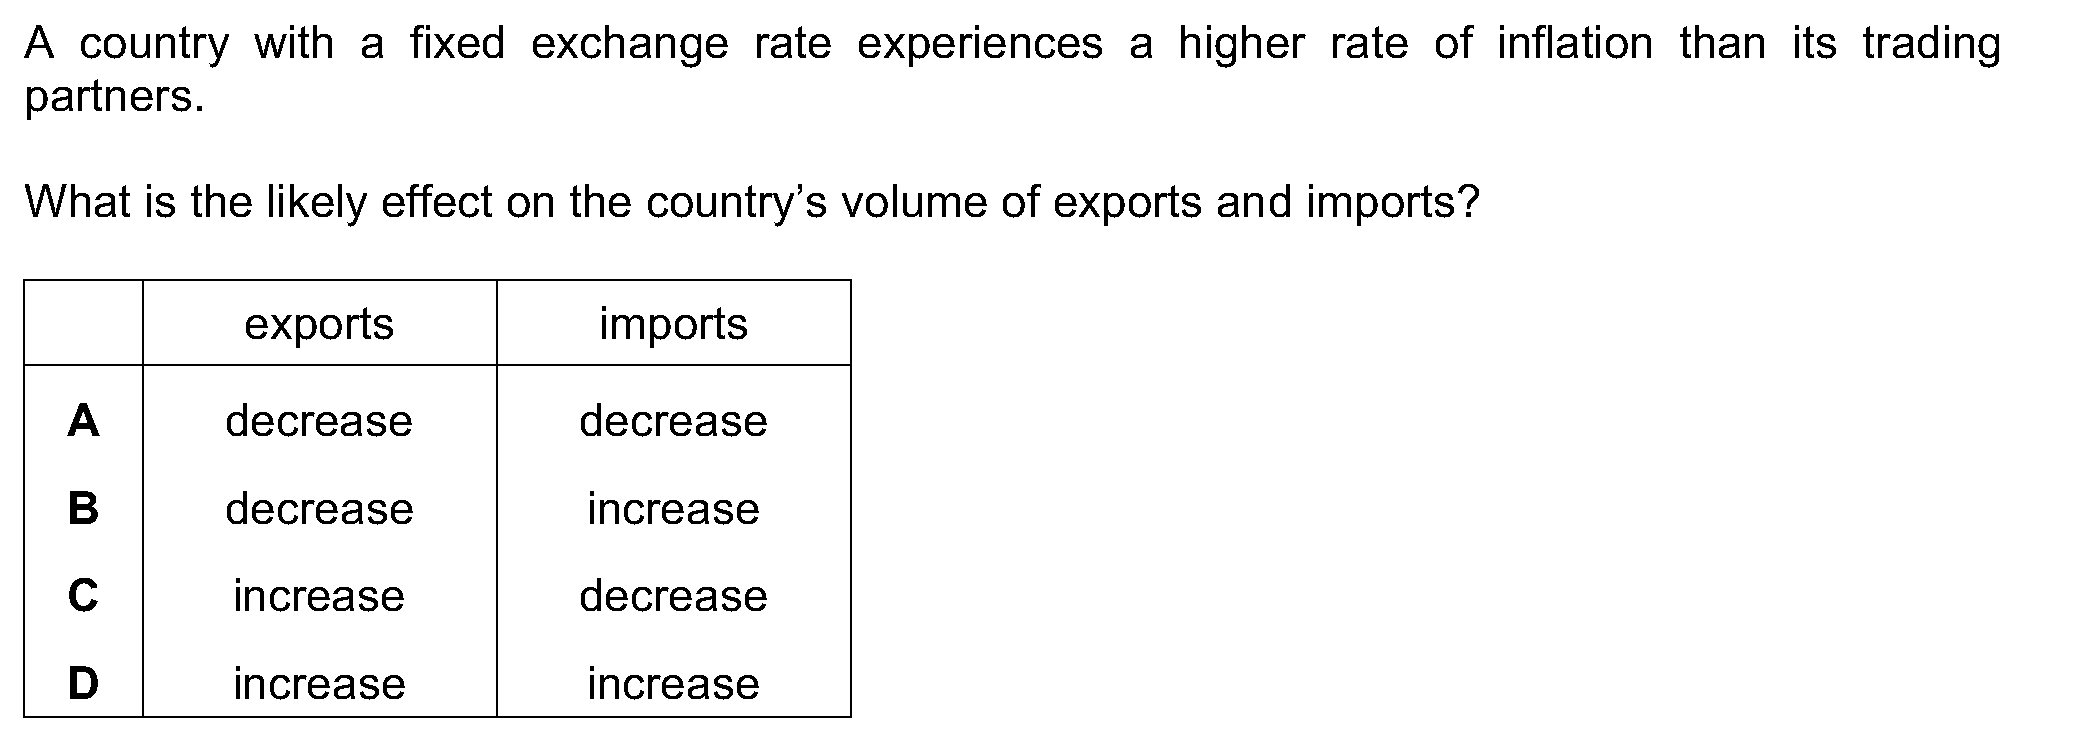 A country with a fixed exchange rate experiences a higher rate of inflation than its trading
partners.
What is the likely effect on the country’s volume of exports and imports?
exports imports
A decrease decrease
B decrease increase
C increase decrease
D increase increase